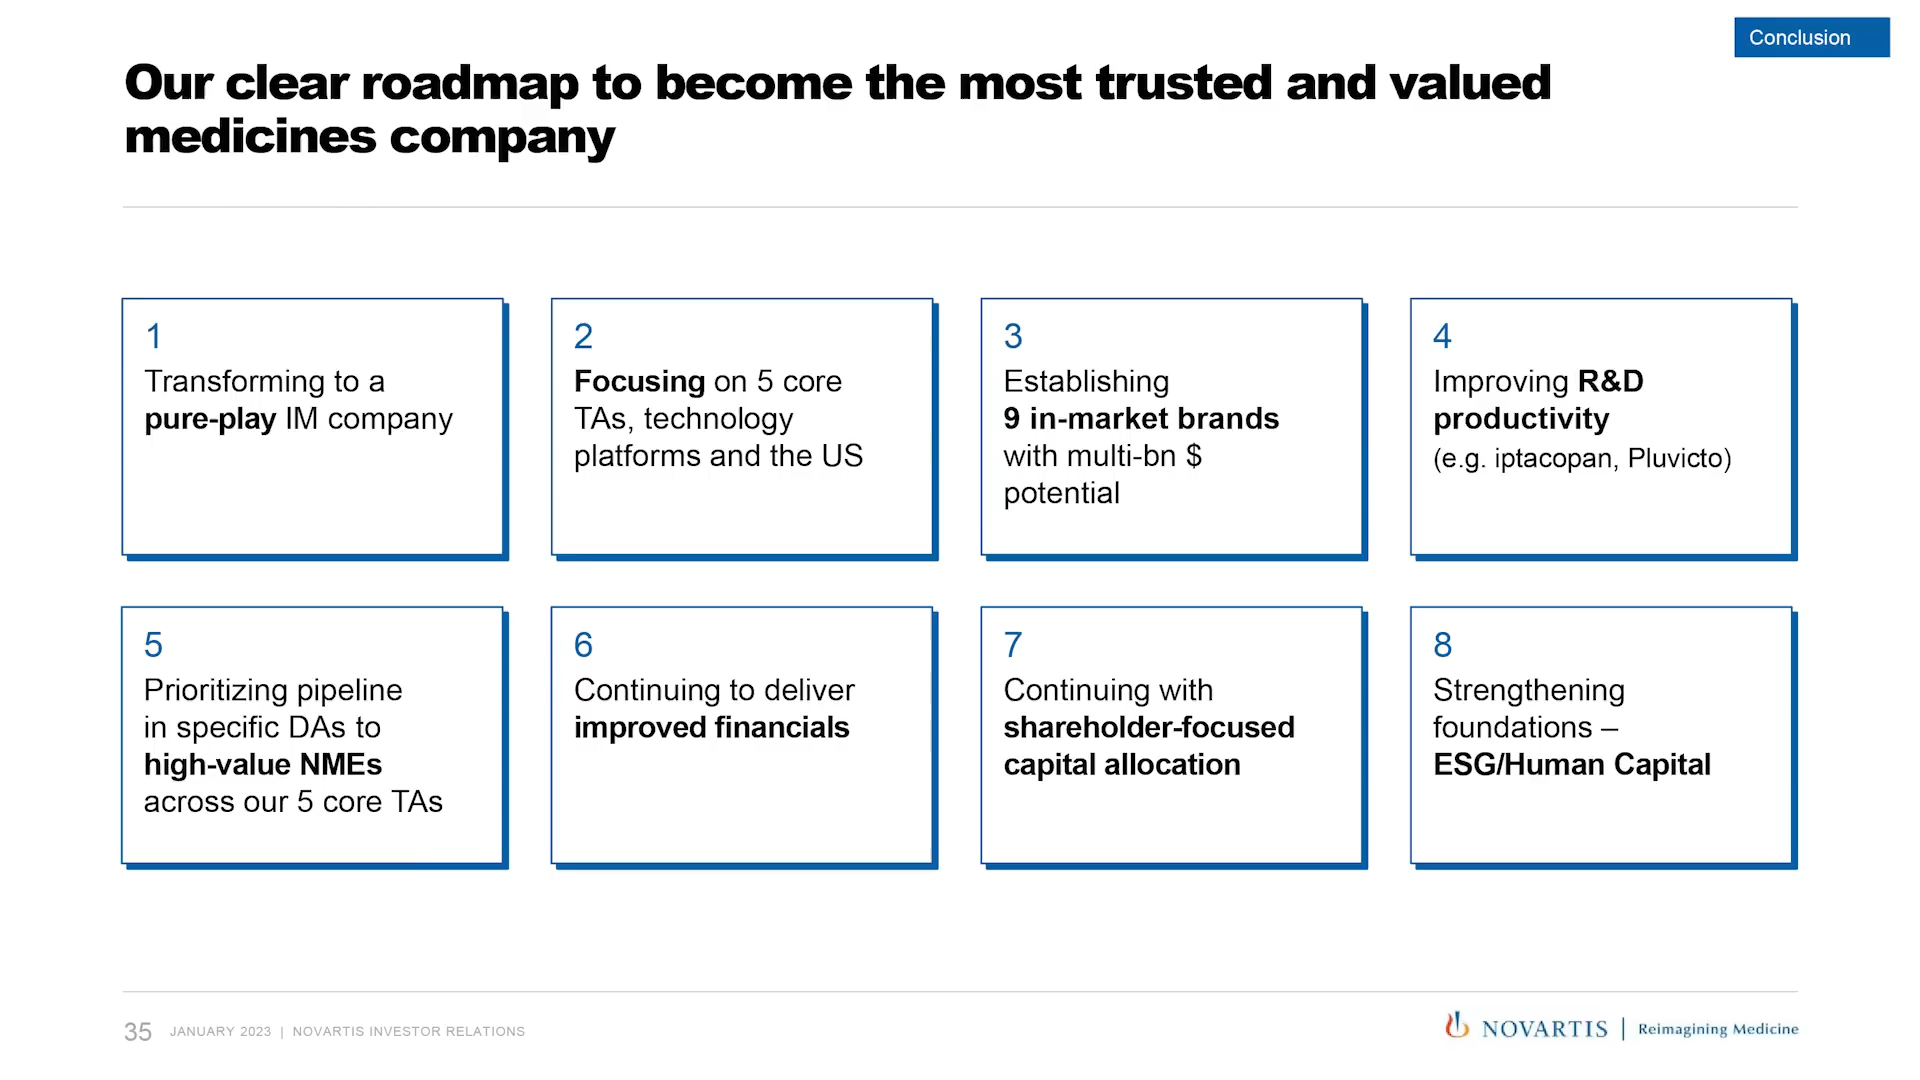 Conclusion
Our clear roadmap to become the most trusted and valued
medicines company
1
Transforming to a
pure-play IM company
2
Focusing on 5 core
TAs, technology
platforms and the US
3
Establishing
9 in-market brands
with multi-bn $
potential
4
Improving R&D
productivity
(e.g. iptacopan, Pluvicto)
5
Prioritizing pipeline
in specific DAs to
high-value NMEs
across our 5 core TAs
6
Continuing to deliver
improved financials
7
Continuing with
shareholder-focused
capital allocation
8
Strengthening
foundations –
ESG/Human Capital
35 JANUARY 2023 | NOVARTIS INVESTOR RELATIONS
NOVARTIS | Reimagining Medicine